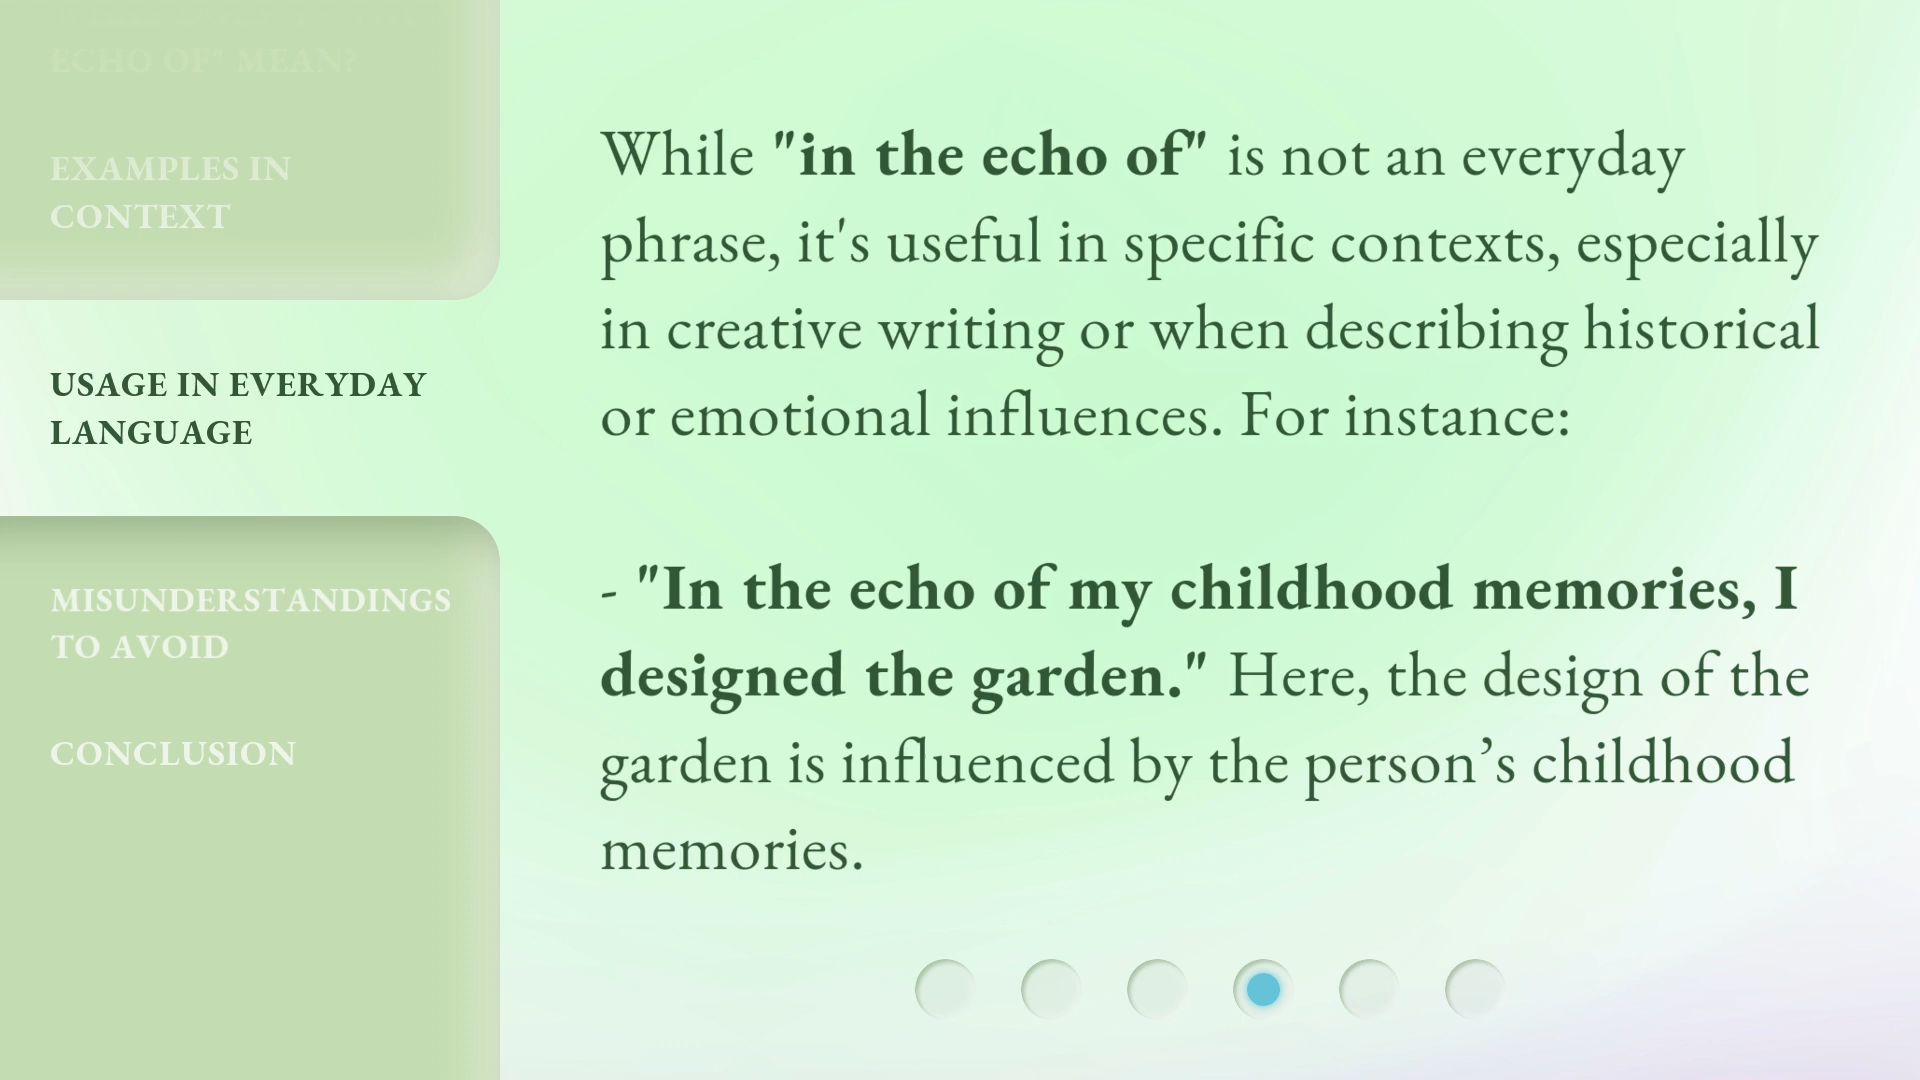 ECHO OF" MEAN?
EXAMPLES IN
CONTEXT
USAGE IN EVERYDAY
LANGUAGE
MISUNDERSTANDINGS
TO AVOID
CONCLUSION
While "in the echo of" is not an everyday
phrase, it's useful in specific contexts, especially
in creative writing or when describing historical
or emotional influences. For instance:
- "In the echo of my childhood memories, I
designed the garden." Here, the design of the
garden is influenced by the person’s childhood
memories.